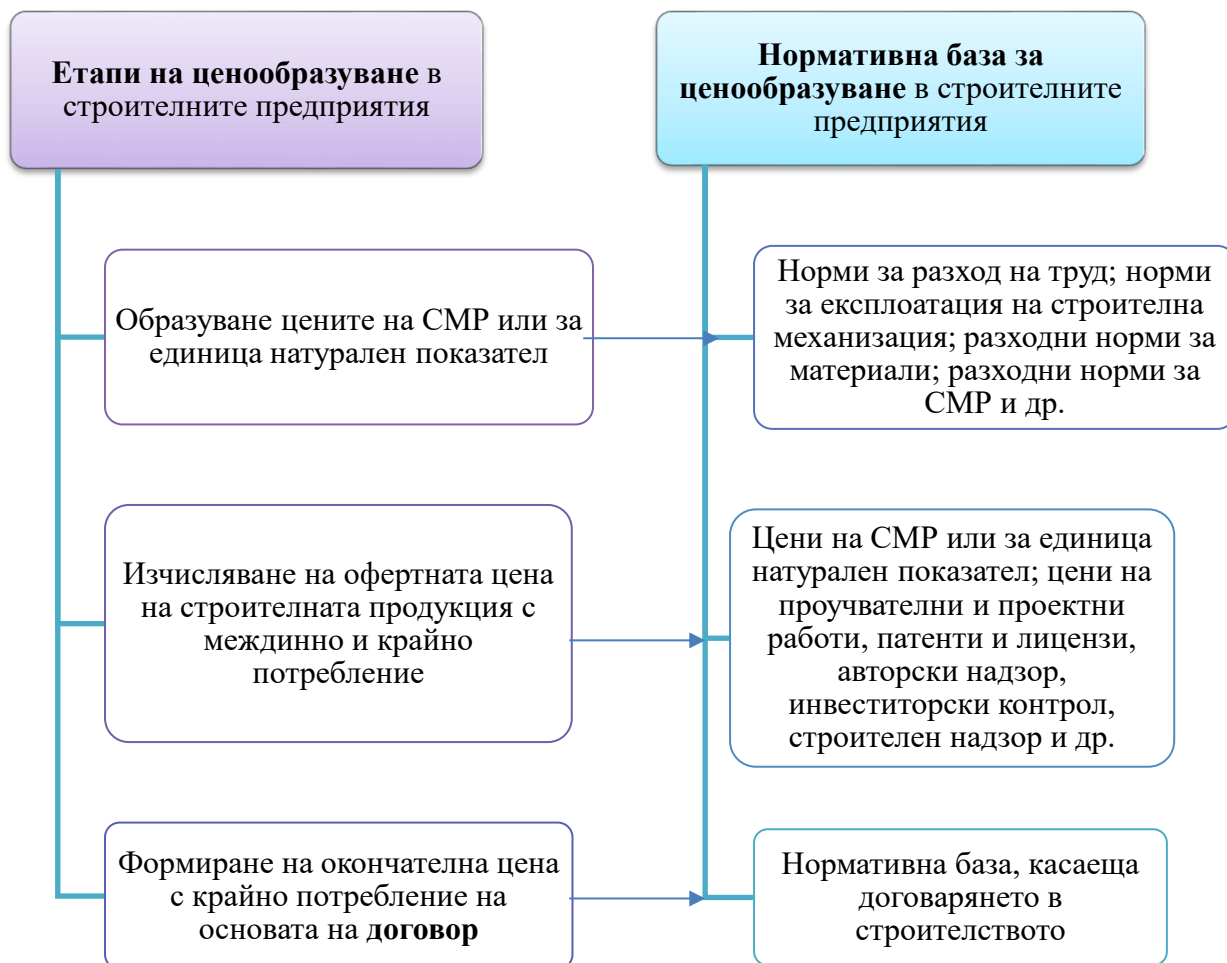 Етапи на ценообразуване в
строителните предприятия
Нормативна база за
ценообразуване в строителните
предприятия
Образуване цените на СМР или за
единица натурален показател
Норми за разход на труд; норми
за експлоатация на строителна
механизация; разходни норми за
материали; разходни норми за
СМР и др.
Изчисляване на офертната цена
на строителната продукция с
междинно и крайно
потребление
Цени на СМР или за единица
натурален показател; цени на
проучвателни и проектни
работи, патенти и лицензи,
авторски надзор,
инвеститорски контрол,
строителен надзор и др.
Формиране на окончателна цена
с крайно потребление на
основата на договор
Нормативна база, касаеща
договарянето в
строителството